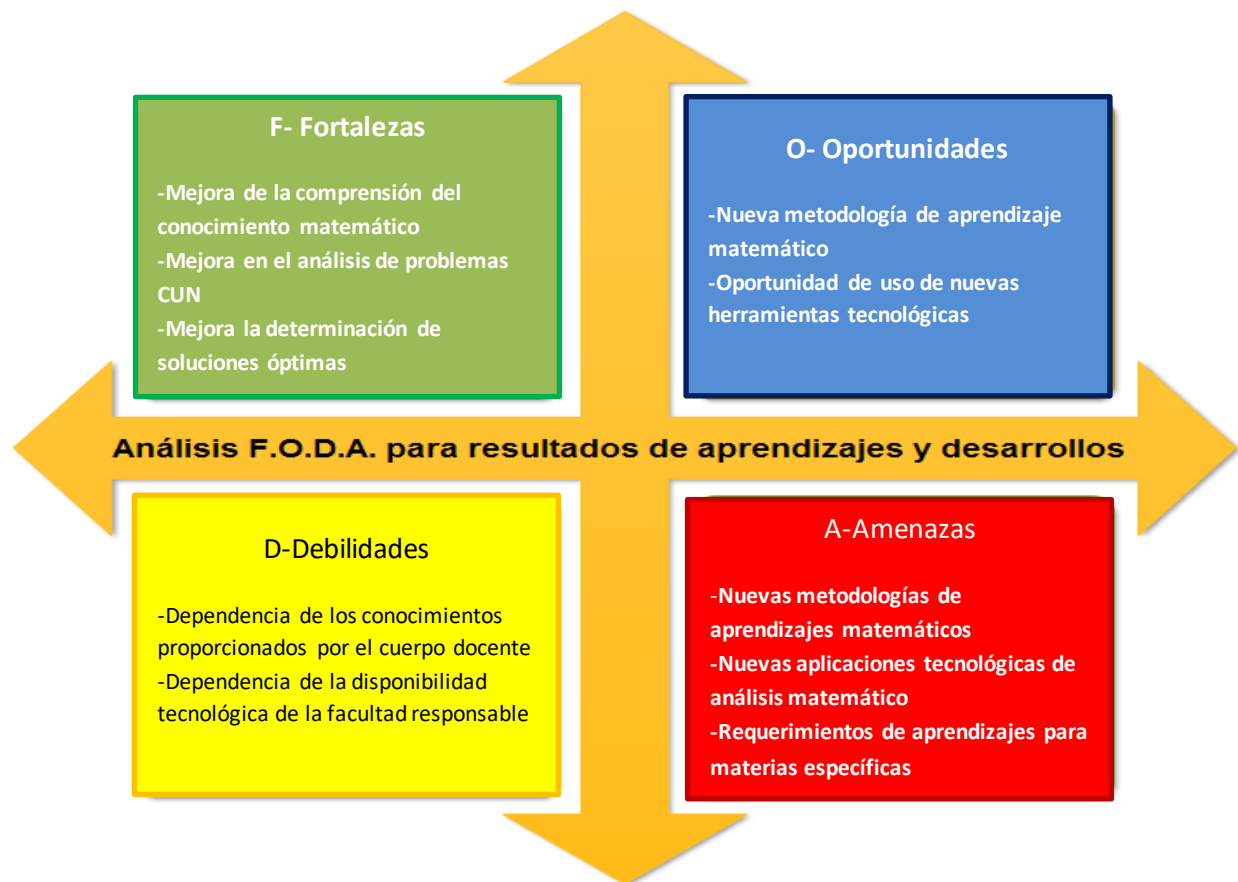 F- Fortalezas
-Mejora de la comprensión del
conocimiento matemático
-Mejora en el análisis de problemas
CUN
-Mejora la determinación de
soluciones óptimas
O- Oportunidades
-Nueva metodología de aprendizaje
matemático
-Oportunidad de uso de nuevas
herramientas tecnológicas
Análisis F.O.D.A. para resultados de aprendizajes y desarrollos
D-Debilidades
-Dependencia de los conocimientos
proporcionados por el cuerpo docente
-Dependencia de la disponibilidad
tecnológica de la facultad responsable
A-Amenazas
-Nuevas metodologías de
aprendizajes matemáticos
-Nuevas aplicaciones tecnológicas de
análisis matemático
-Requerimientos de aprendizajes para
materias específicas